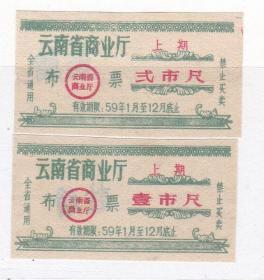 云南省商业厅
上期
全省通用
布
云南省
商业厅
票
弍市尺
禁止买卖
有效期限:59年1月至12月底止
云南省商业厅
上期
全省通用
布
云南省
商业厅
票
壹市尺
禁止买卖
有效期限:59年1月至12月底止